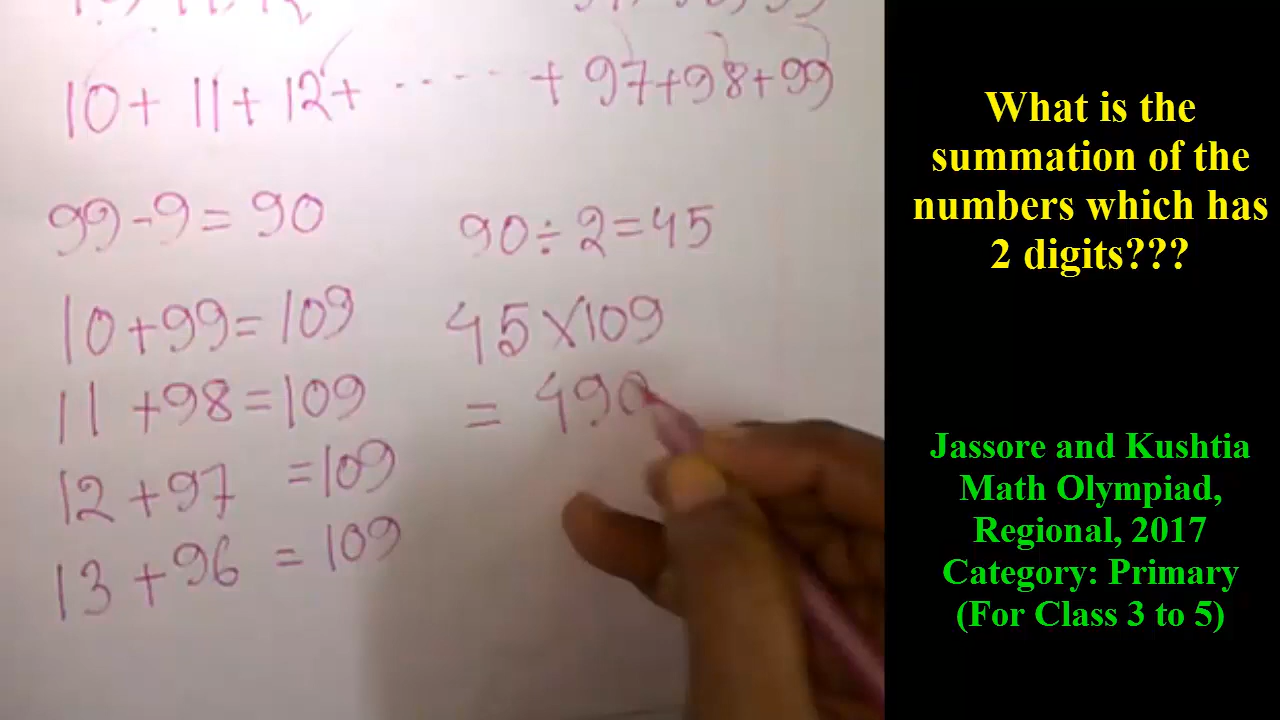 10+ 11+ 12+ ····· + 97+98+99
99-9=90
90÷2=45
10+99=109
45×109
11 +98=109
= 490
12+97 =109
13+96 =109
What is the
summation of the
numbers which has
2 digits???
Jassore and Kushtia
Math Olympiad,
Regional, 2017
Category: Primary
(For Class 3 to 5)